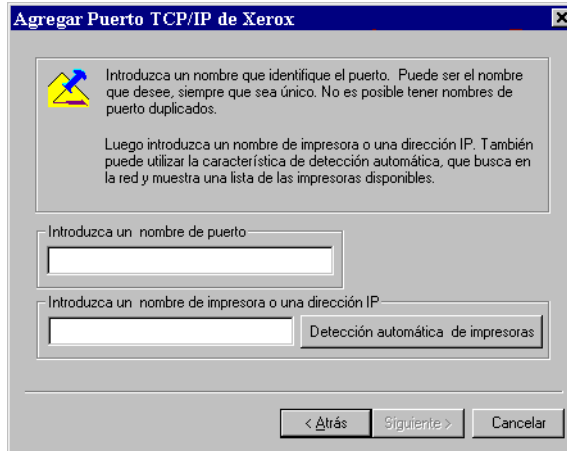 Agregar Puerto TCP/IP de Xerox
Introduzca un nombre que identifique el puerto. Puede ser el nombre
que desee, siempre que sea único. No es posible tener nombres de
puerto duplicados.
Luego introduzca un nombre de impresora o una dirección IP. También
puede utilizar la característica de detección automática, que busca en
la red y muestra una lista de las impresoras disponibles.
Introduzca un nombre de puerto
Introduzca un nombre de impresora o una dirección IP
Detección automática de impresoras
< Atrás
Siguiente >
Cancelar